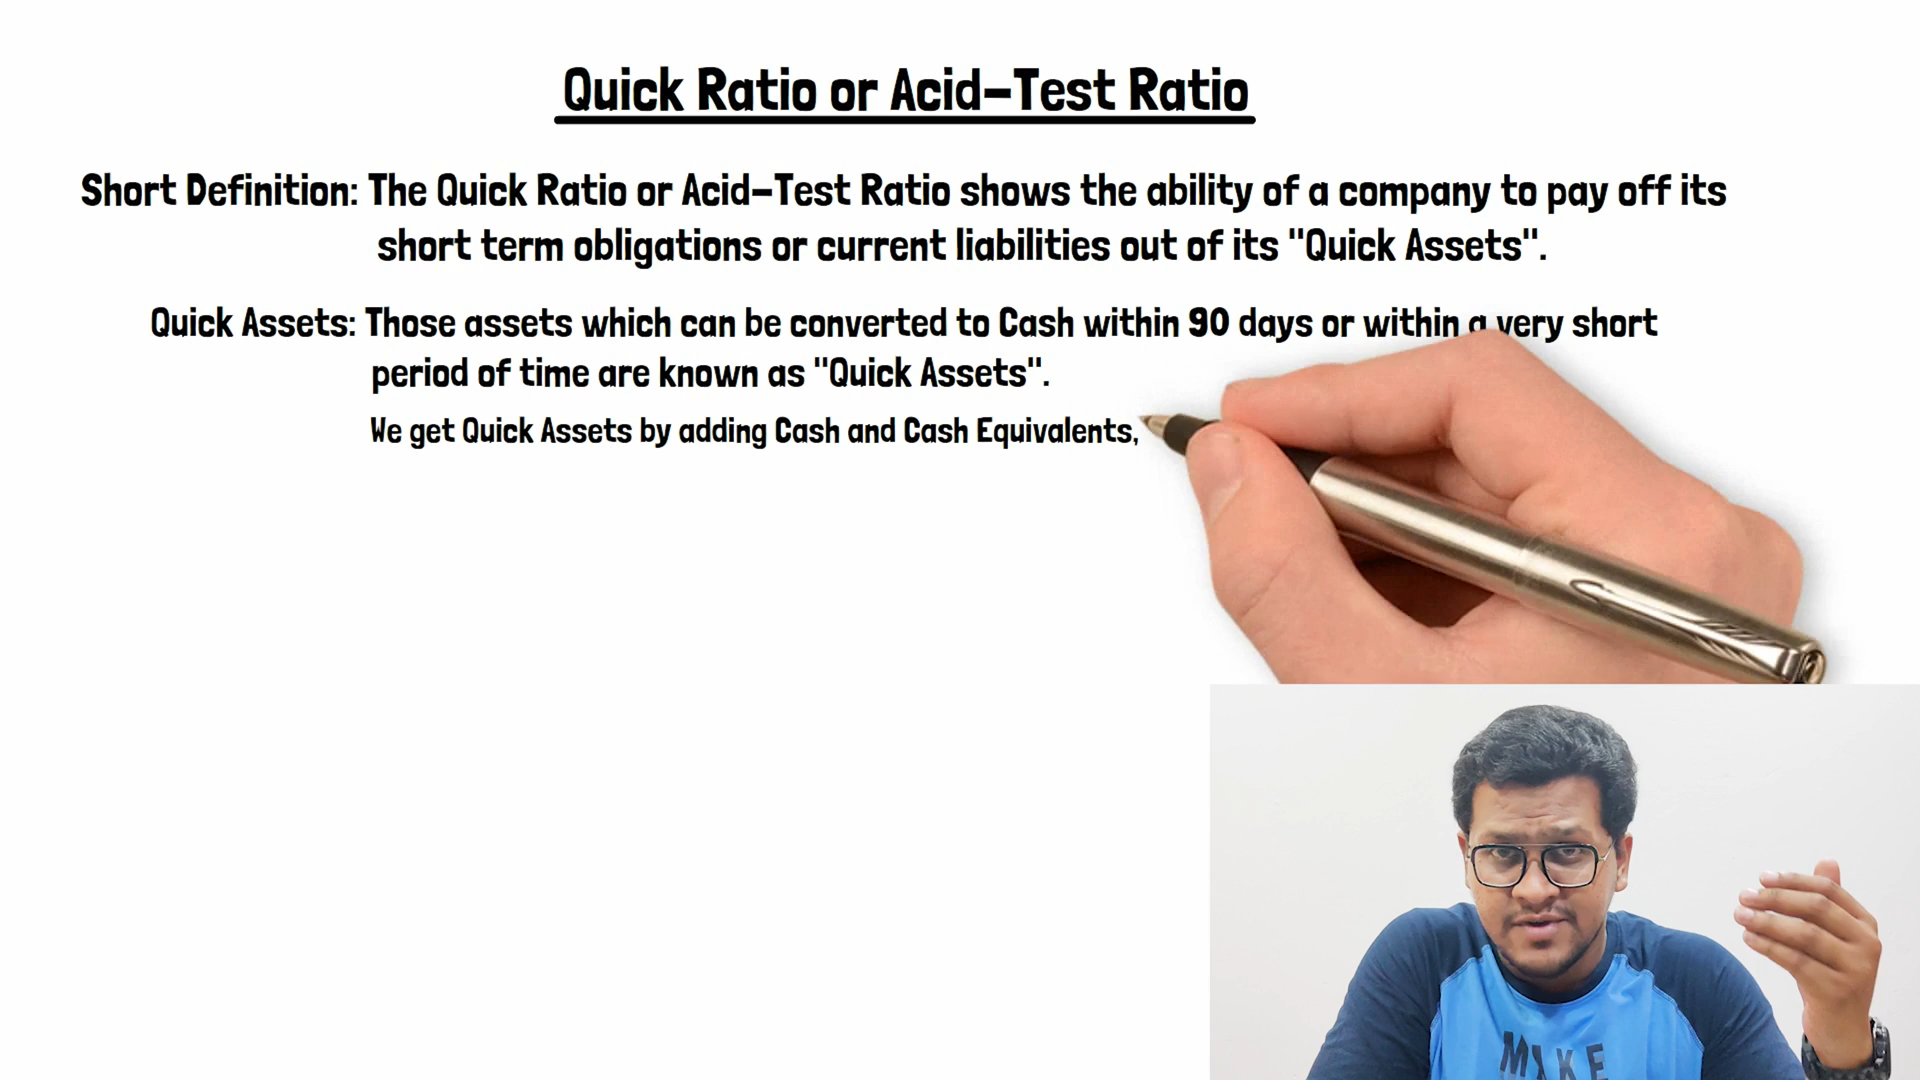 Quick Ratio or Acid-Test Ratio
Short Definition: The Quick Ratio or Acid-Test Ratio shows the ability of a company to pay off its
short term obligations or current liabilities out of its "Quick Assets".
Quick Assets: Those assets which can be converted to Cash within 90 days or within a very short
period of time are known as "Quick Assets".
We get Quick Assets by adding Cash and Cash Equivalents,
MAKE